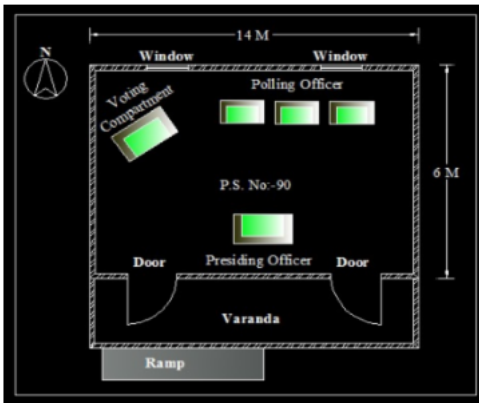 14 M
N
Window
Window
Polling Officer
Voting
Compartment
6 M
P.S. No:-90
Door
Presiding Officer
Door
Varanda
Ramp